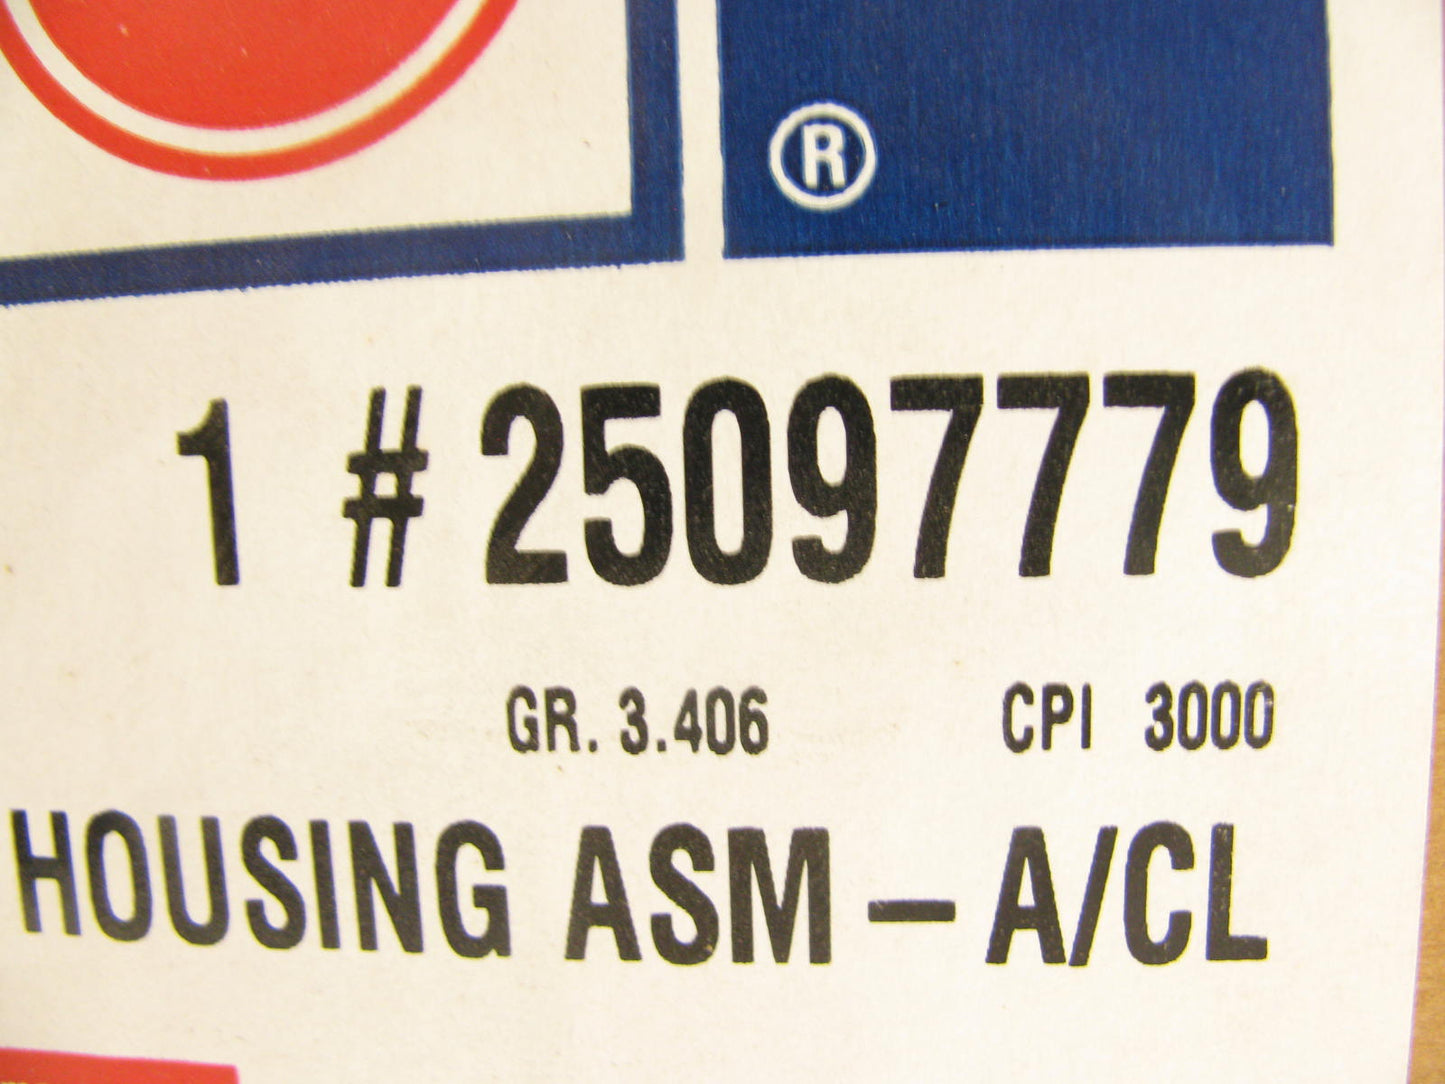 ®
1 #25097779
GR. 3.406 CPI 3000
HOUSING ASM – A/CL